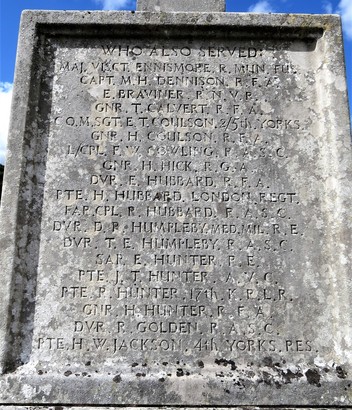 WHO ALSO SERVED:
MAJ. VISCT. ENNISMORE, R. MUN. FUS.
CAPT. M. H. DENNISON, R. F. A.
E. BRAVINER, R. N. V. R.
GNR. T. CALVERT, R. F. A.
C.Q.M. SGT. E. T. COULSON, 2/5th, YORKS.
GNR. H. COULSON, R. F. A.
L/CPL. F. W. COWLING, R. A. S. C.
GNR. H. HICK, R. G. A.
DVR. E. HUBBARD, R. F. A.
PTE. H. HUBBARD, LONDON REGT.
FAR. CPL. R. HUBBARD, R. A. S. C.
DVR. D. R. HUMPLEBY, MED. MIL. R. E.
DVR. T. E. HUMPLEBY, R. A. S. C.
SAP. E. HUNTER, R. E.
PTE. J. T. HUNTER, A. V. C.
PTE. R. HUNTER, 17th, K. R. L. R.
GNR. H. HUNTER, R. F. A.
DVR. R. GOLDEN, R. A. S. C.
PTE. H. W. JACKSON, 4th, YORKS. RES.